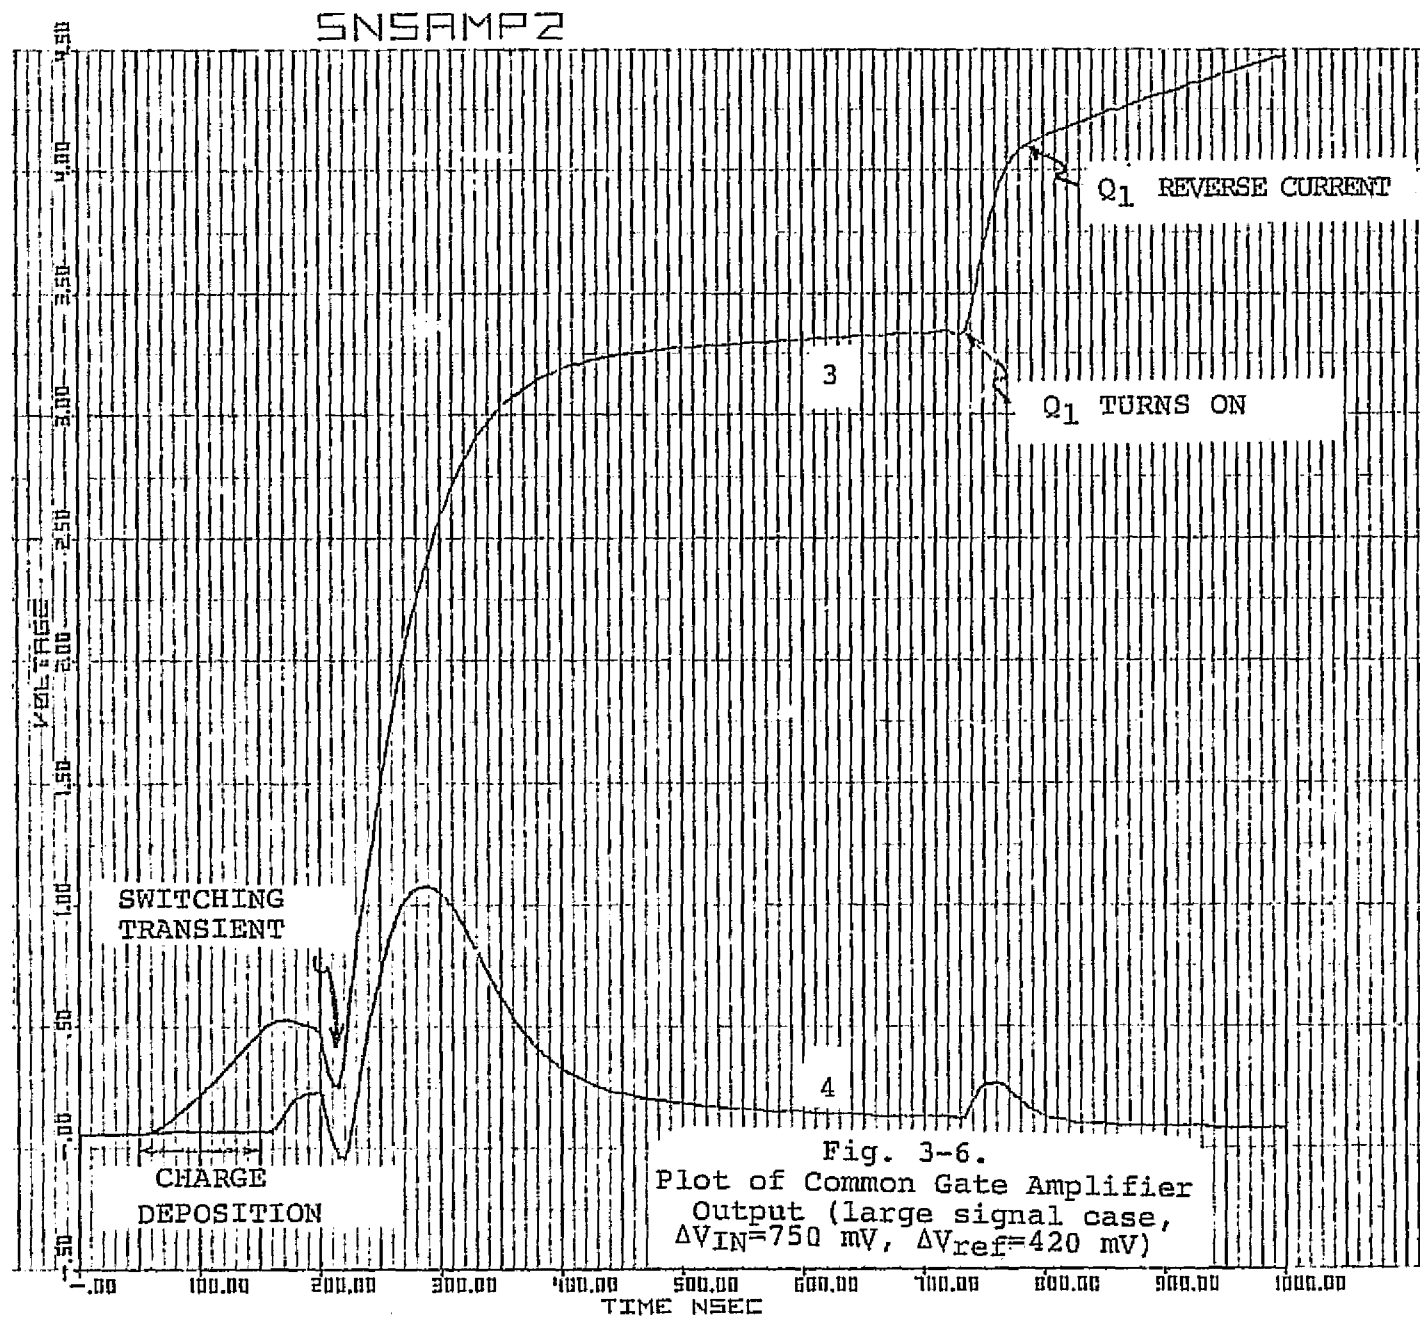 SNSAMP2
4.50
4.00
3.50
3.00
2.50
2.00
1.50
1.00
.50
-.00
-.50
VOLTAGE
Q1 REVERSE CURRENT
3
Q1 TURNS ON
SWITCHING
TRANSIENT
4
CHARGE
DEPOSITION
Fig. 3-6.
Plot of Common Gate Amplifier
Output (large signal case,
ΔVIN=750 mV, ΔVref=420 mV)
-.00 100.00 200.00 300.00 400.00 500.00 600.00 700.00 800.00 900.00 1000.00
TIME NSEC